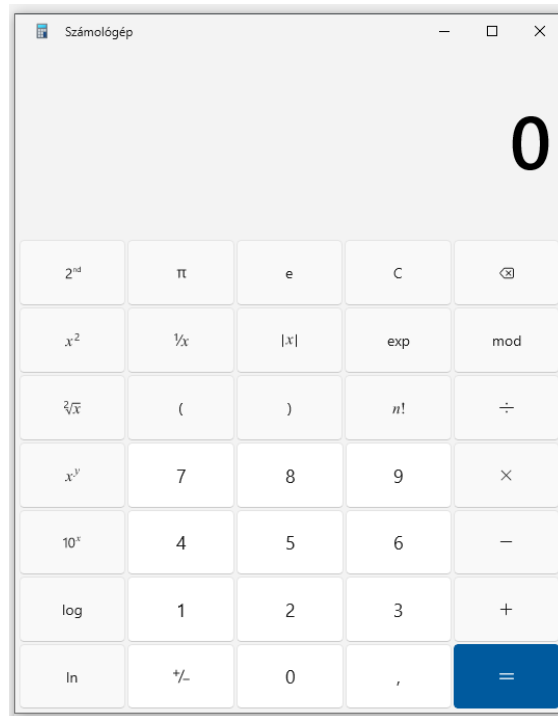 Számológép
0
2ⁿᵈ π e C
x² ¹/x |x| exp mod
²√x ( ) n! ÷
xʸ 7 8 9 ×
10ˣ 4 5 6 −
log 1 2 3 +
ln +/− 0 , =